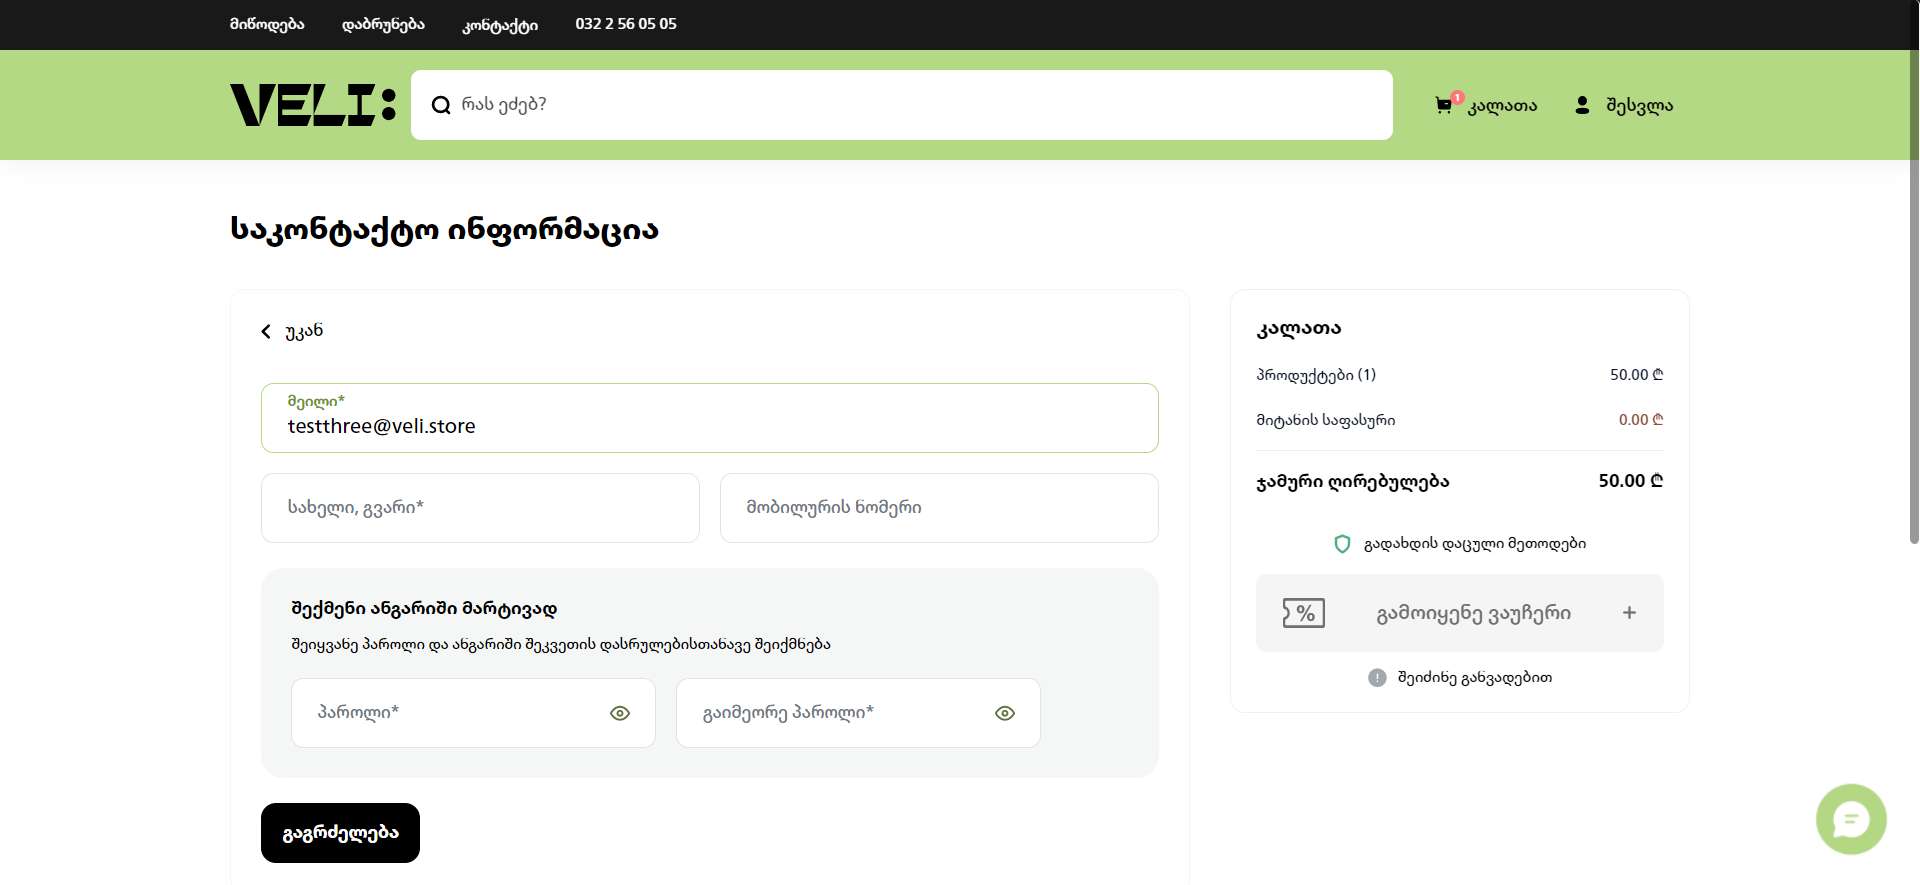 მიწოდება
დაბრუნება
კონტაქტი
032 2 56 05 05
VELI:
რას ეძებ?
1
კალათა
შესვლა
საკონტაქტო ინფორმაცია
უკან
მეილი*
testthree@veli.store
სახელი, გვარი*
მობილურის ნომერი
შექმენი ანგარიში მარტივად
შეიყვანე პაროლი და ანგარიში შეკვეთის დასრულებისთანავე შეიქმნება
პაროლი*
გაიმეორე პაროლი*
გაგრძელება
კალათა
პროდუქტები (1) 50.00 ₾
მიტანის საფასური 0.00 ₾
ჯამური ღირებულება 50.00 ₾
გადახდის დაცული მეთოდები
% გამოიყენე ვაუჩერი +
შეიძინე განვადებით